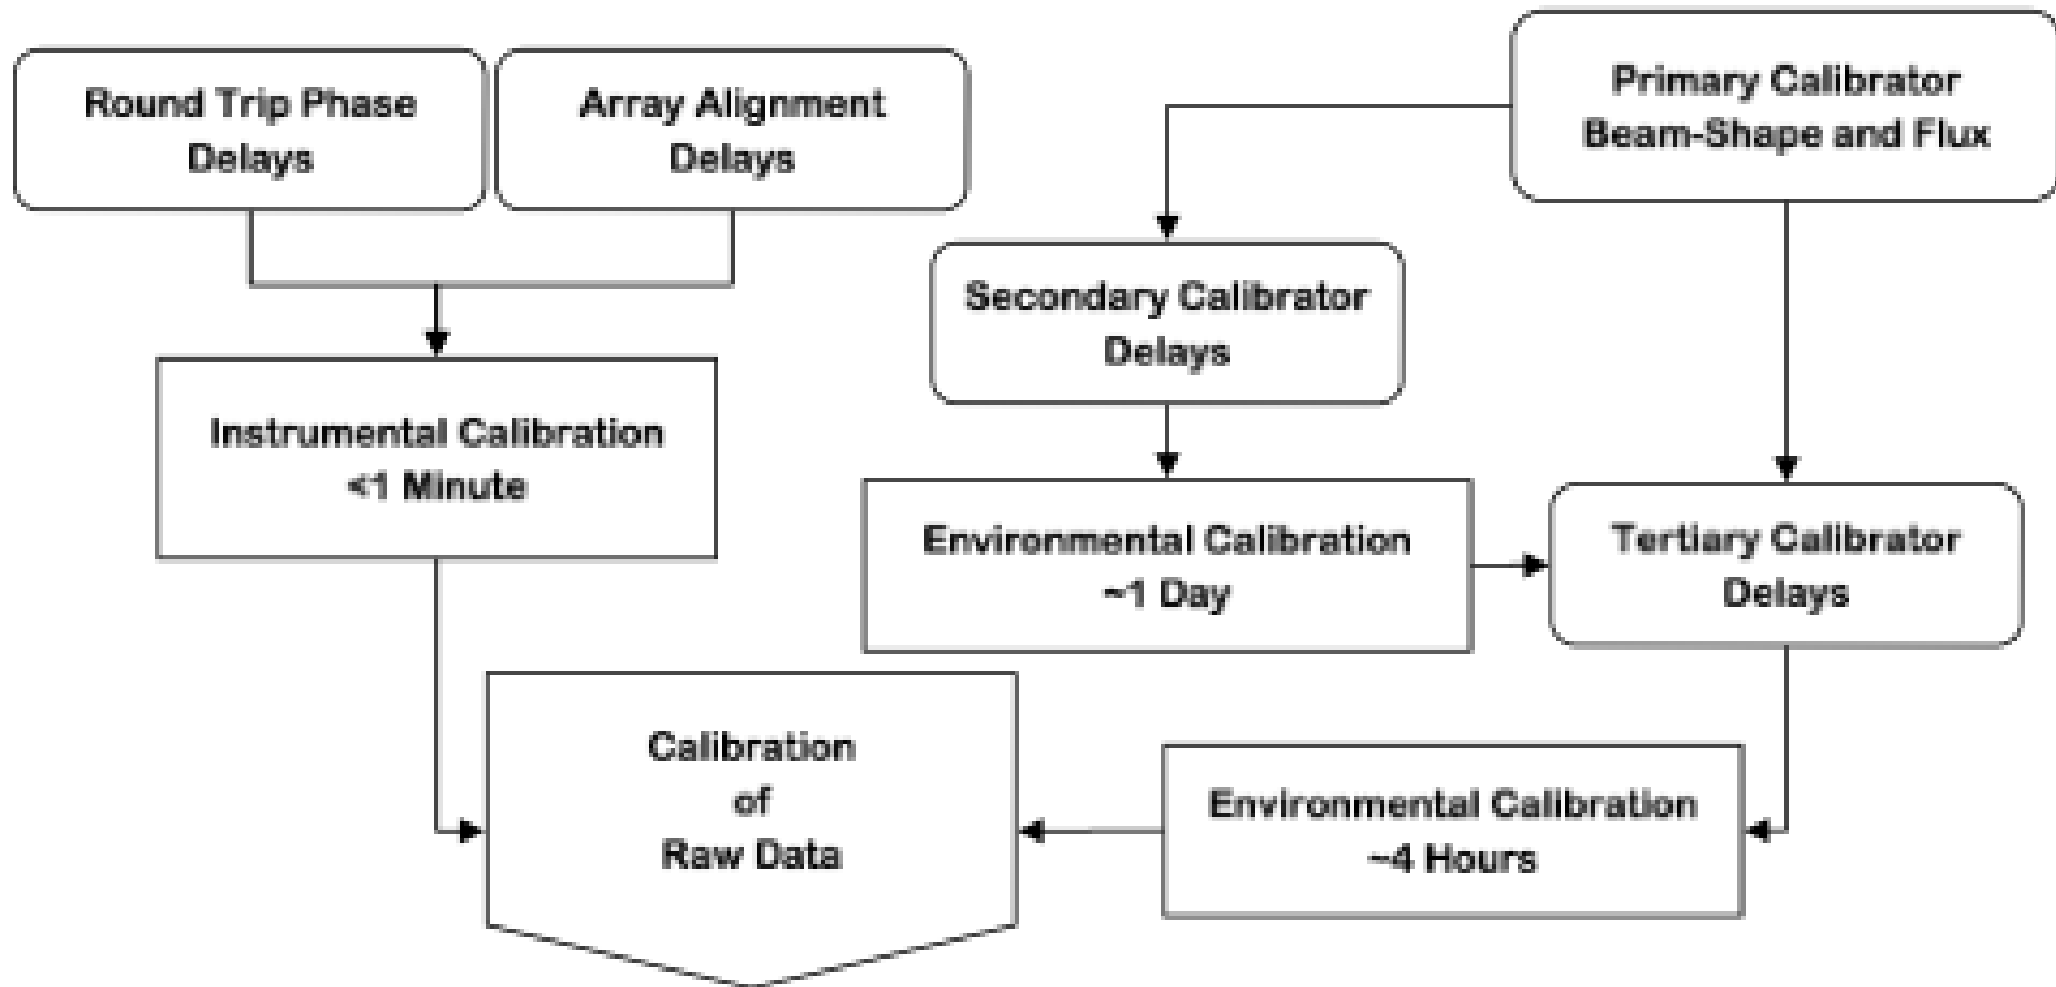 Round Trip Phase
Delays
Array Alignment
Delays
Primary Calibrator
Beam-Shape and Flux
Secondary Calibrator
Delays
Instrumental Calibration
<1 Minute
Environmental Calibration
~1 Day
Tertiary Calibrator
Delays
Calibration
of
Raw Data
Environmental Calibration
~4 Hours